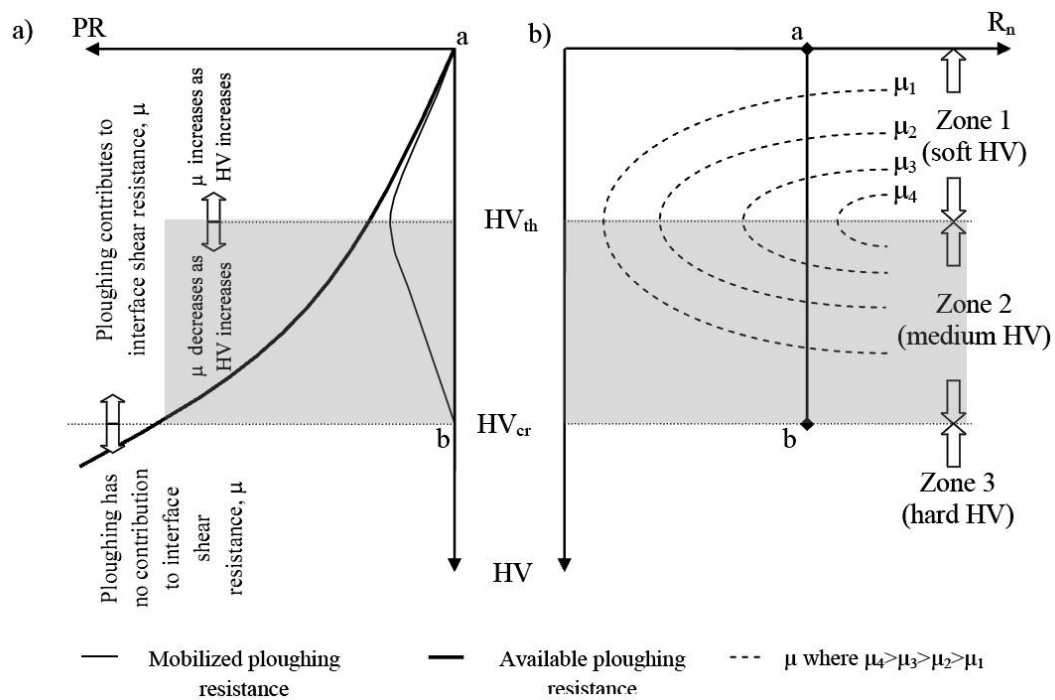 a)
PR
a
b)
a
Rₙ
Ploughing contributes to
interface shear resistance, μ
μ increases as
HV increases
μ decreases as
HV increases
μ₁
μ₂
μ₃
μ₄
Zone 1
(soft HV)
HVth
Zone 2
(medium HV)
HVcr
b
b
Zone 3
(hard HV)
Ploughing has
no contribution
to interface
shear
resistance, μ
HV
Mobilized ploughing
resistance
Available ploughing
resistance
μ where μ₄>μ₃>μ₂>μ₁